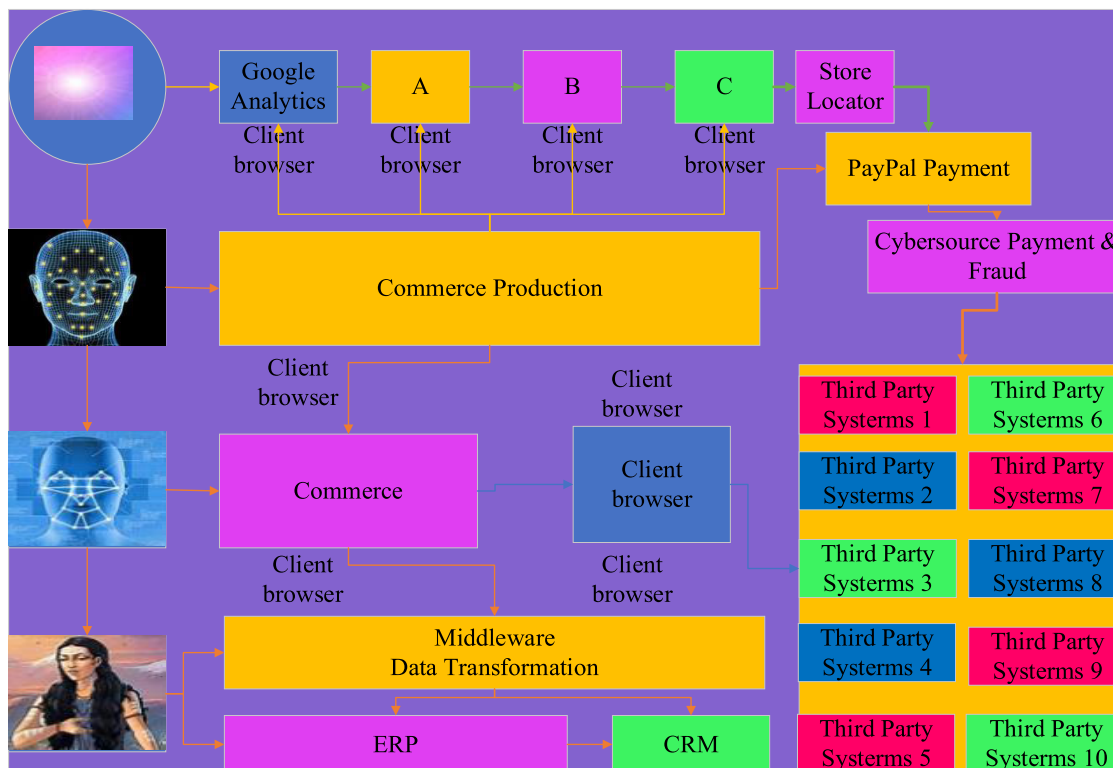 Google
Analytics
A
B
C
Store
Locator
Client
browser
Client
browser
Client
browser
Client
browser
PayPal Payment
Cybersource Payment &
Fraud
Commerce Production
Client
browser
Client
browser
Commerce
Client
browser
Client
browser
Client
browser
Middleware
Data Transformation
ERP
CRM
Third Party
Systerms 1
Third Party
Systerms 6
Third Party
Systerms 2
Third Party
Systerms 7
Third Party
Systerms 3
Third Party
Systerms 8
Third Party
Systerms 4
Third Party
Systerms 9
Third Party
Systerms 5
Third Party
Systerms 10